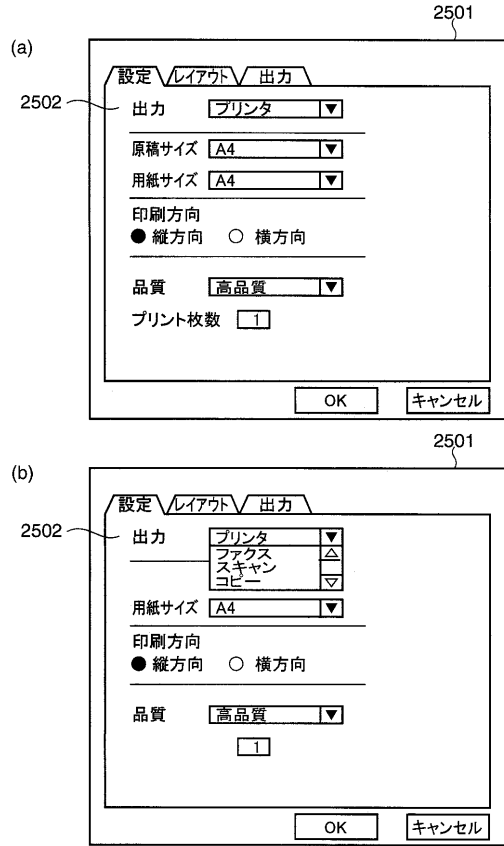 2501
(a)
設定 レイアウト 出力
2502 出力 プリンタ ▼
原稿サイズ A4 ▼
用紙サイズ A4 ▼
印刷方向
● 縦方向 ○ 横方向
品質 高品質 ▼
プリント枚数 1
OK キャンセル
2501
(b)
設定 レイアウト 出力
2502 出力 プリンタ ▼
ファクス △
スキャン
コピー ▽
用紙サイズ A4 ▼
印刷方向
● 縦方向 ○ 横方向
品質 高品質 ▼
1
OK キャンセル